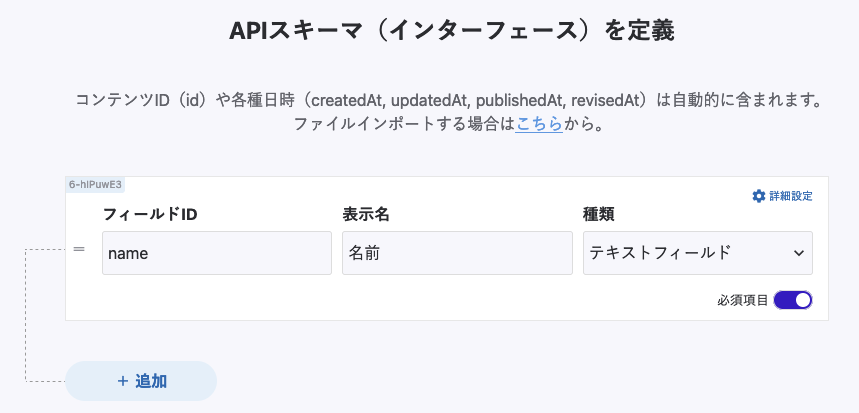 APIスキーマ（インターフェース）を定義
コンテンツID（id）や各種日時（createdAt, updatedAt, publishedAt, revisedAt）は自動的に含まれます。
ファイルインポートする場合はこちらから。
6-hIPuwE3
詳細設定
フィールドID
表示名
種類
name
名前
テキストフィールド
必須項目
+ 追加